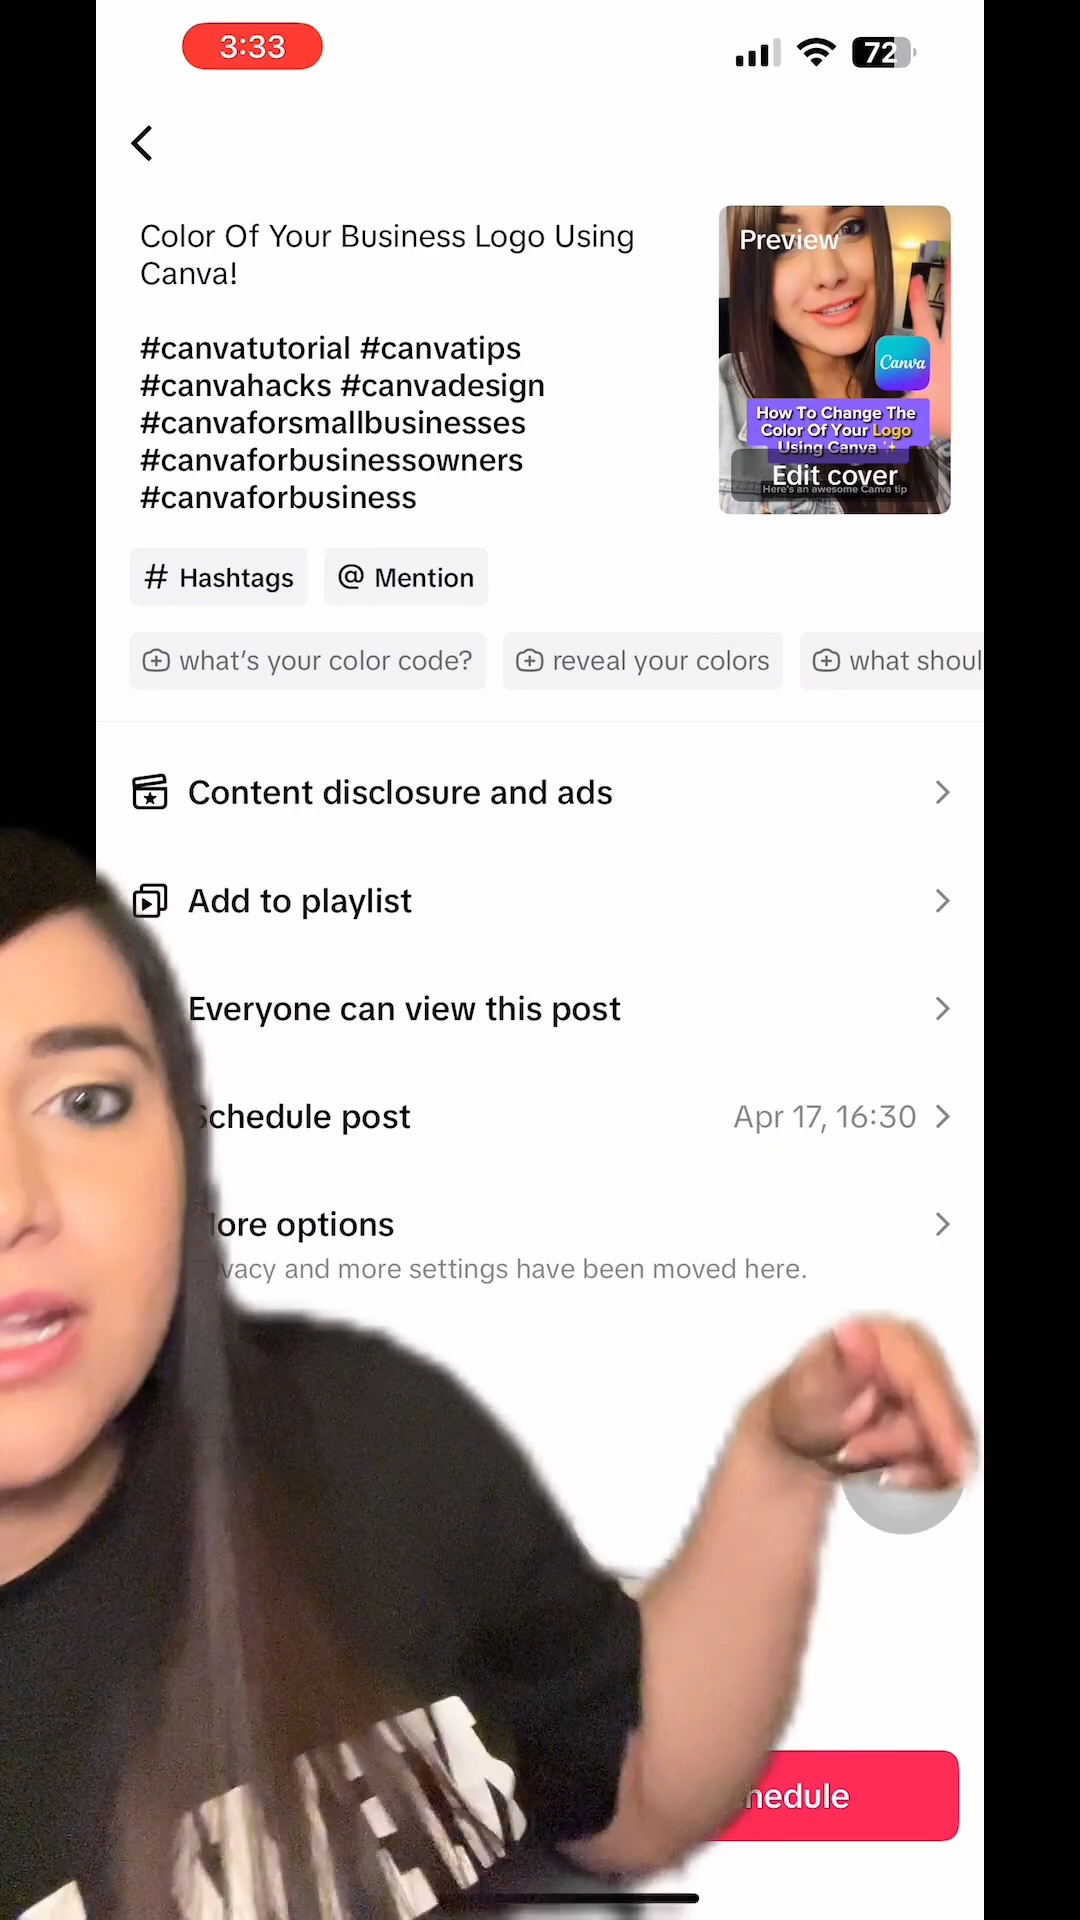 3:33
72
Color Of Your Business Logo Using
Canva!
#canvatutorial #canvatips
#canvahacks #canvadesign
#canvaforsmallbusinesses
#canvaforbusinessowners
#canvaforbusiness
Preview
Canva
How To Change The
Color Of Your Logo
Using Canva ✨
Edit cover
Here's an awesome Canva tip
# Hashtags
@ Mention
what's your color code?
reveal your colors
what shoul
Content disclosure and ads
Add to playlist
Everyone can view this post
Schedule post
Apr 17, 16:30
ore options
vacy and more settings have been moved here.
hedule